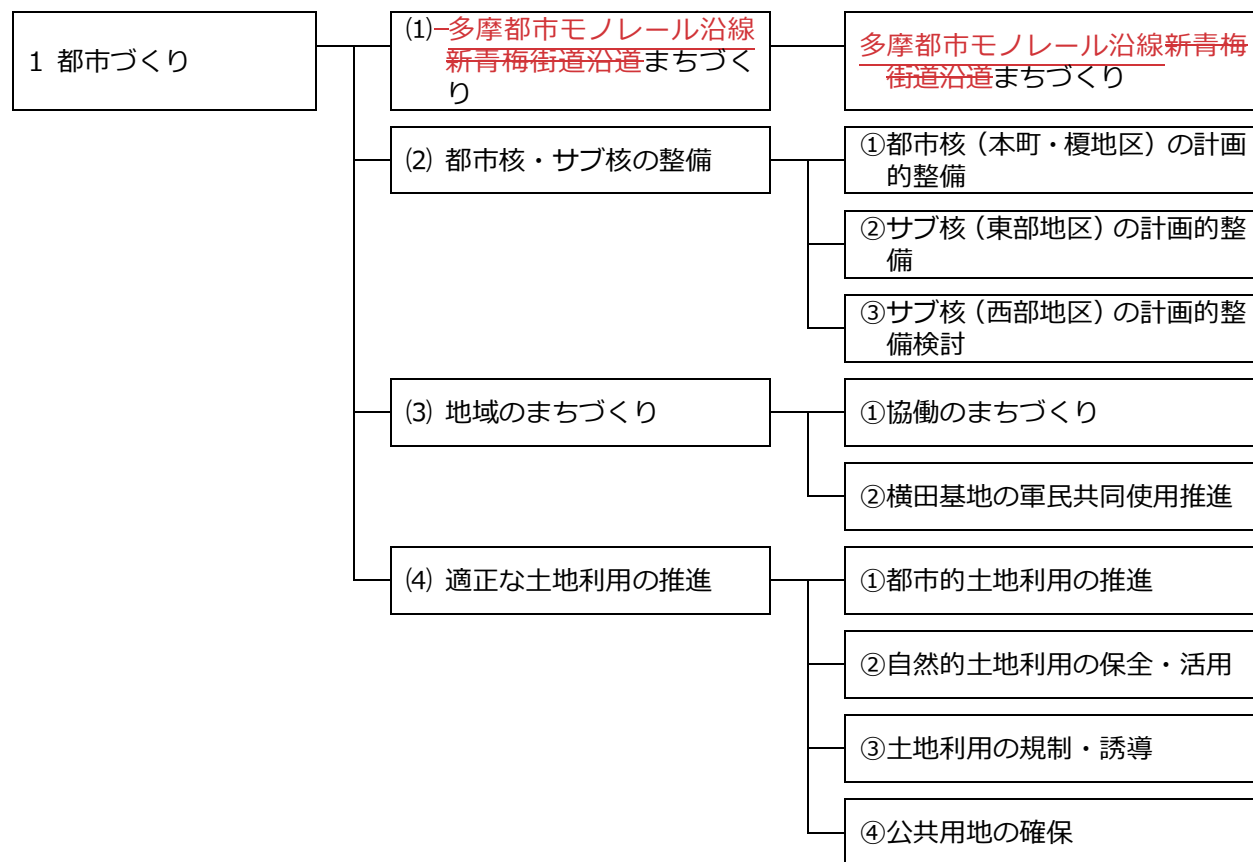 1 都市づくり
⑴ 多摩都市モノレール沿線
新青梅街道沿道まちづく
り
多摩都市モノレール沿線新青梅
街道沿道まちづくり
⑵ 都市核・サブ核の整備
①都市核（本町・榎地区）の計画
的整備
②サブ核（東部地区）の計画的整
備
③サブ核（西部地区）の計画的整
備検討
⑶ 地域のまちづくり
①協働のまちづくり
②横田基地の軍民共同使用推進
⑷ 適正な土地利用の推進
①都市的土地利用の推進
②自然的土地利用の保全・活用
③土地利用の規制・誘導
④公共用地の確保